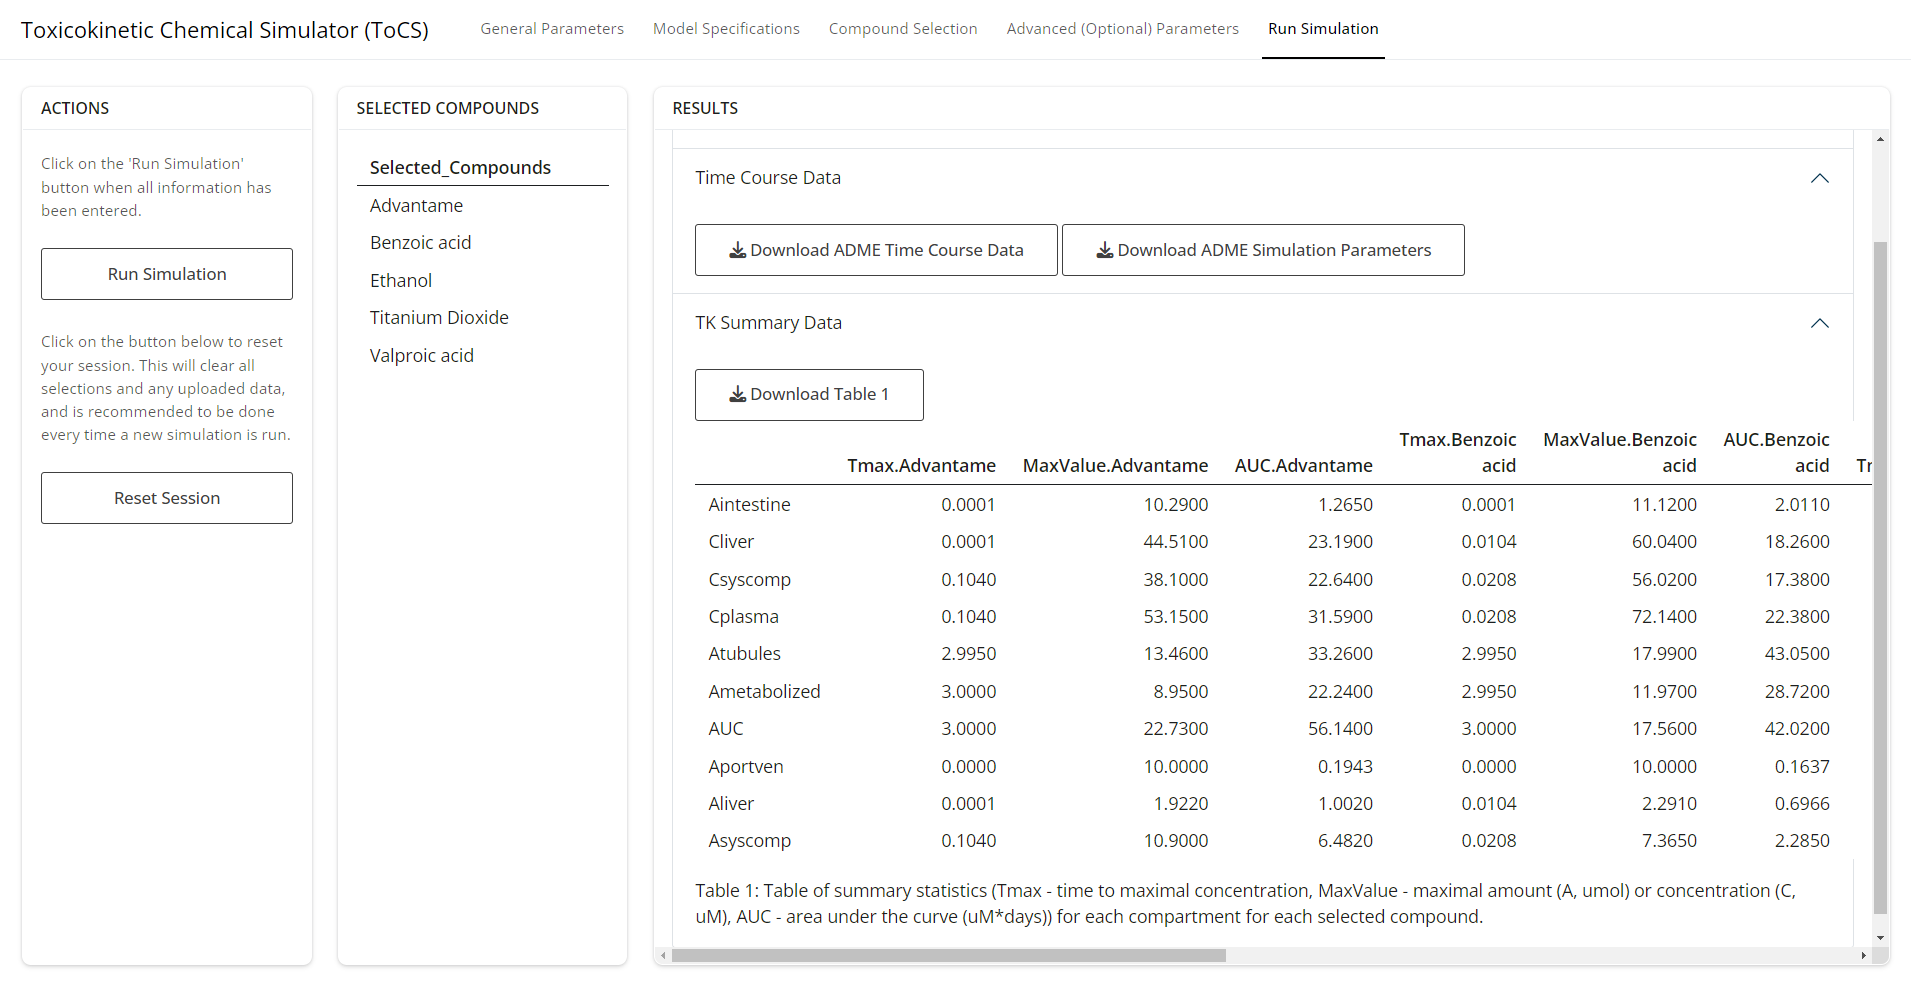 Toxicokinetic Chemical Simulator (ToCS)
General Parameters
Model Specifications
Compound Selection
Advanced (Optional) Parameters
Run Simulation
ACTIONS
Click on the 'Run Simulation'
button when all information has
been entered.
Run Simulation
Click on the button below to reset
your session. This will clear all
selections and any uploaded data,
and is recommended to be done
every time a new simulation is run.
Reset Session
SELECTED COMPOUNDS
Selected_Compounds
Advantame
Benzoic acid
Ethanol
Titanium Dioxide
Valproic acid
RESULTS
Time Course Data
Download ADME Time Course Data
Download ADME Simulation Parameters
TK Summary Data
Download Table 1
Tmax.Advantame MaxValue.Advantame AUC.Advantame Tmax.Benzoic acid MaxValue.Benzoic acid AUC.Benzoic acid
Aintestine 0.0001 10.2900 1.2650 0.0001 11.1200 2.0110
Cliver 0.0001 44.5100 23.1900 0.0104 60.0400 18.2600
Csyscomp 0.1040 38.1000 22.6400 0.0208 56.0200 17.3800
Cplasma 0.1040 53.1500 31.5900 0.0208 72.1400 22.3800
Atubules 2.9950 13.4600 33.2600 2.9950 17.9900 43.0500
Ametabolized 3.0000 8.9500 22.2400 2.9950 11.9700 28.7200
AUC 3.0000 22.7300 56.1400 3.0000 17.5600 42.0200
Aportven 0.0000 10.0000 0.1943 0.0000 10.0000 0.1637
Aliver 0.0001 1.9220 1.0020 0.0104 2.2910 0.6966
Asyscomp 0.1040 10.9000 6.4820 0.0208 7.3650 2.2850
Table 1: Table of summary statistics (Tmax - time to maximal concentration, MaxValue - maximal amount (A, umol) or concentration (C,
uM), AUC - area under the curve (uM*days)) for each compartment for each selected compound.